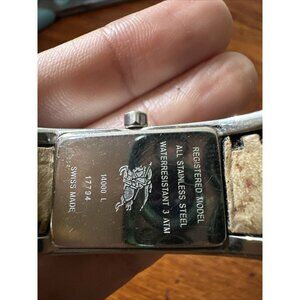 REGISTERED MODEL
ALL STAINLESS STEEL
WATERRESISTANT 3 ATM
14000 L
17794
SWISS MADE